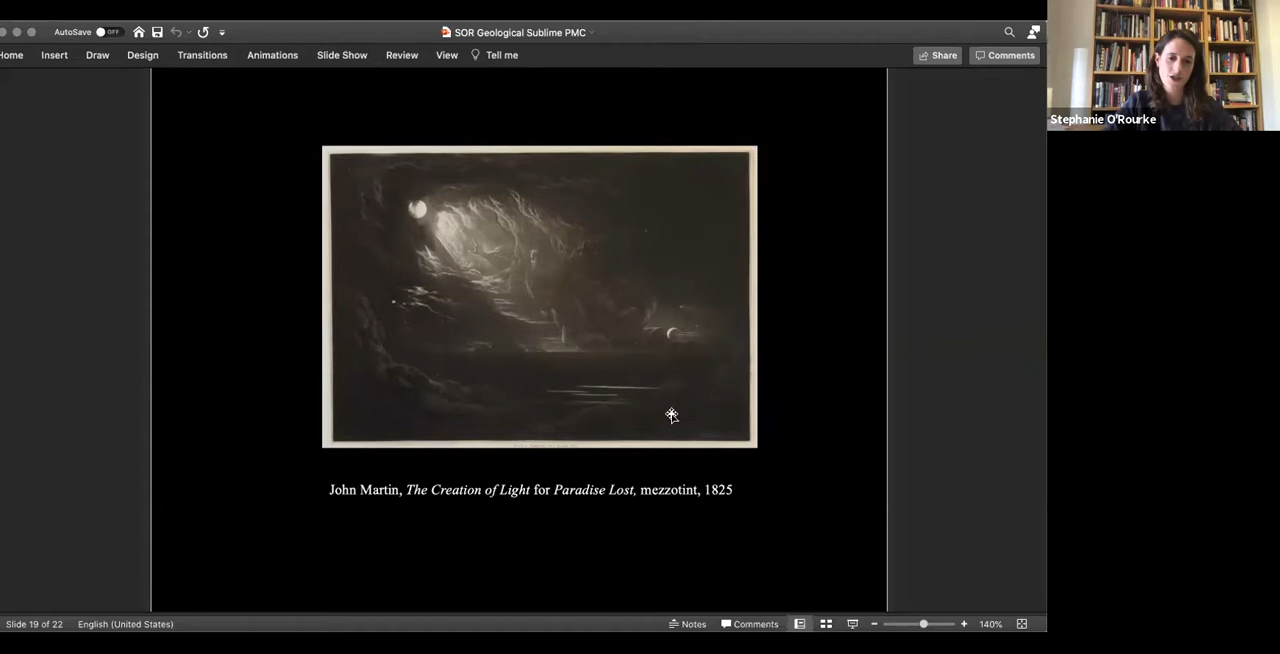 AutoSave OFF
SOR Geological Sublime PMC
Home Insert Draw Design Transitions Animations Slide Show Review View Tell me
Share Comments
Stephanie O'Rourke
John Martin, The Creation of Light for Paradise Lost, mezzotint, 1825
Slide 19 of 22 English (United States) Notes Comments 140%